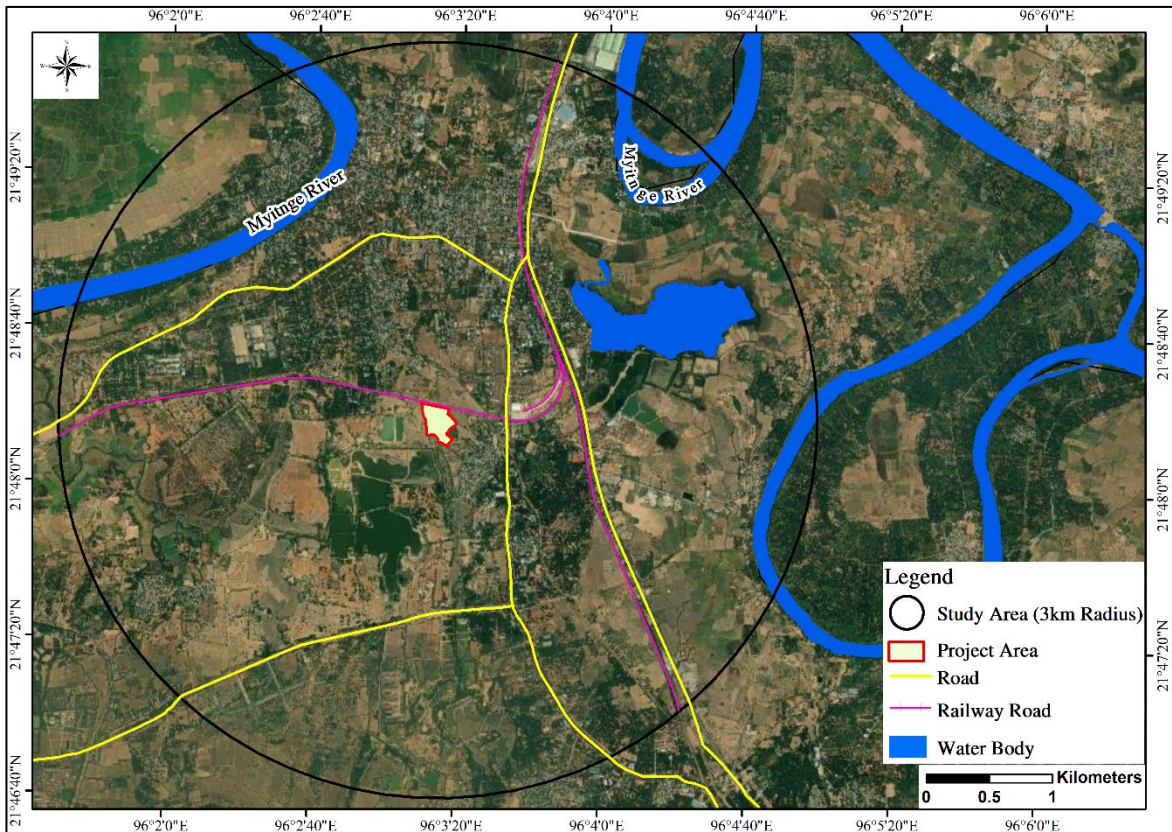 96°2'0"E 96°2'40"E 96°3'20"E 96°4'0"E 96°4'40"E 96°5'20"E 96°6'0"E
N
W E
S
21°49'20"N
21°48'40"N
21°48'0"N
21°47'20"N
21°46'40"N
Myitnge River
Myitnge River
21°49'20"N
21°48'40"N
21°48'0"N
21°47'20"N
Legend
Study Area (3km Radius)
Project Area
Road
Railway Road
Water Body
Kilometers
0 0.5 1
96°2'0"E 96°2'40"E 96°3'20"E 96°4'0"E 96°4'40"E 96°5'20"E 96°6'0"E